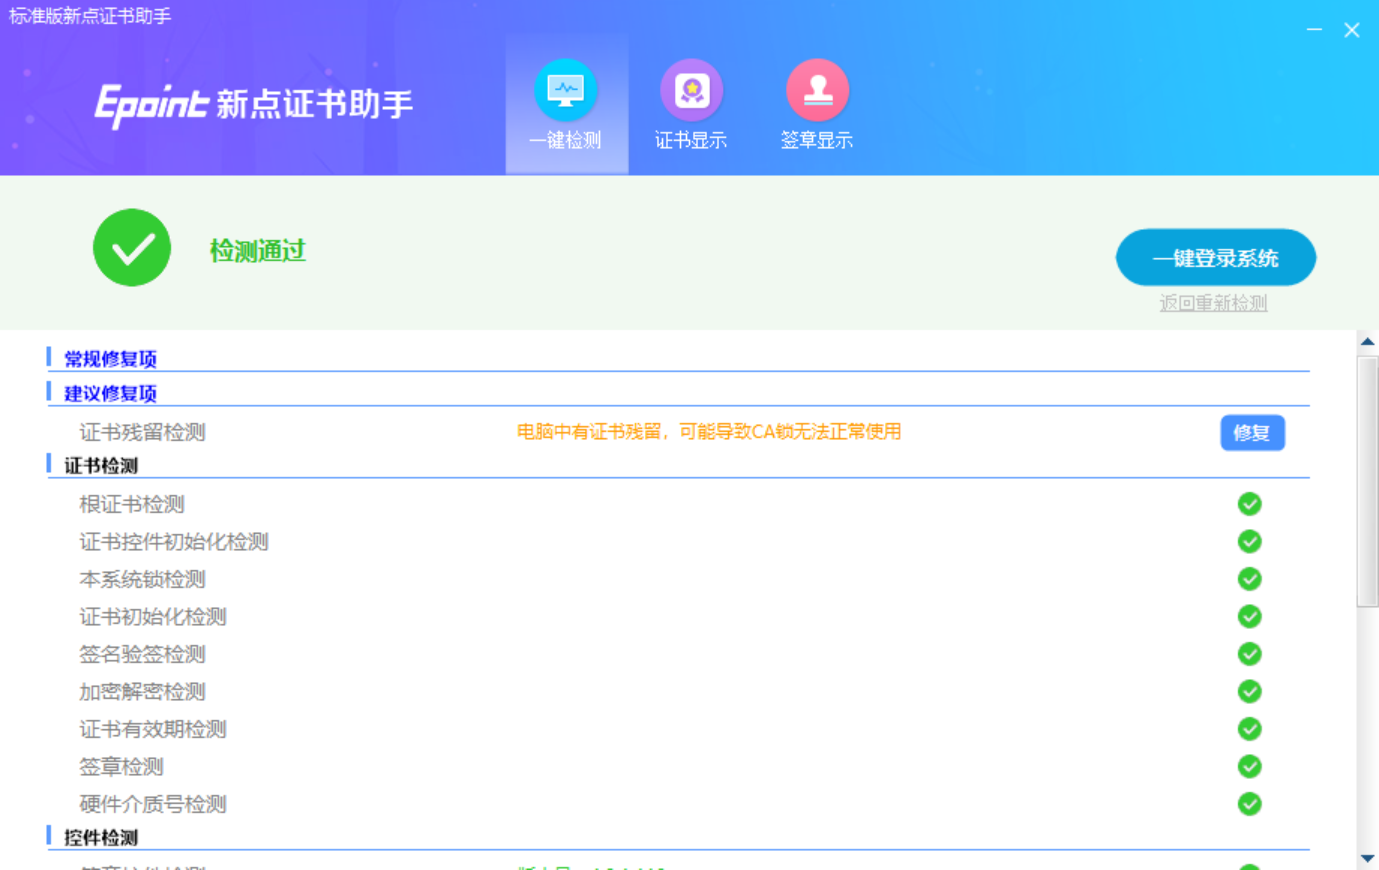 标准版新点证书助手
Epoint 新点证书助手
一键检测
证书显示
签章显示
检测通过
一键登录系统
返回重新检测
常规修复项
建议修复项
证书残留检测 电脑中有证书残留，可能导致CA锁无法正常使用 修复
证书检测
根证书检测
证书控件初始化检测
本系统锁检测
证书初始化检测
签名验签检测
加密解密检测
证书有效期检测
签章检测
硬件介质号检测
控件检测